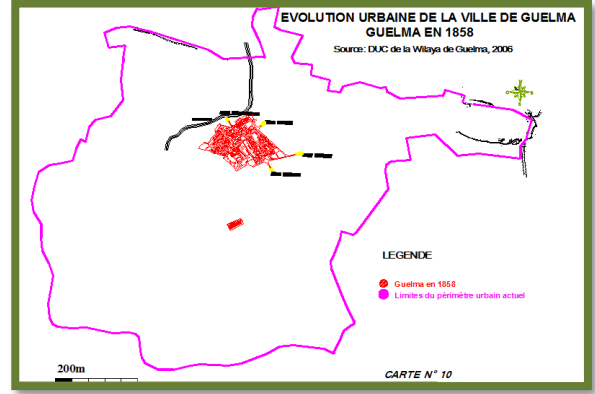 EVOLUTION URBAINE DE LA VILLE DE GUELMA
GUELMA EN 1858
Source: DUC de la Wilaya de Guelma, 2006
LEGENDE
Guelma en 1858
Limites du périmètre urbain actuel
200m
CARTE N° 10